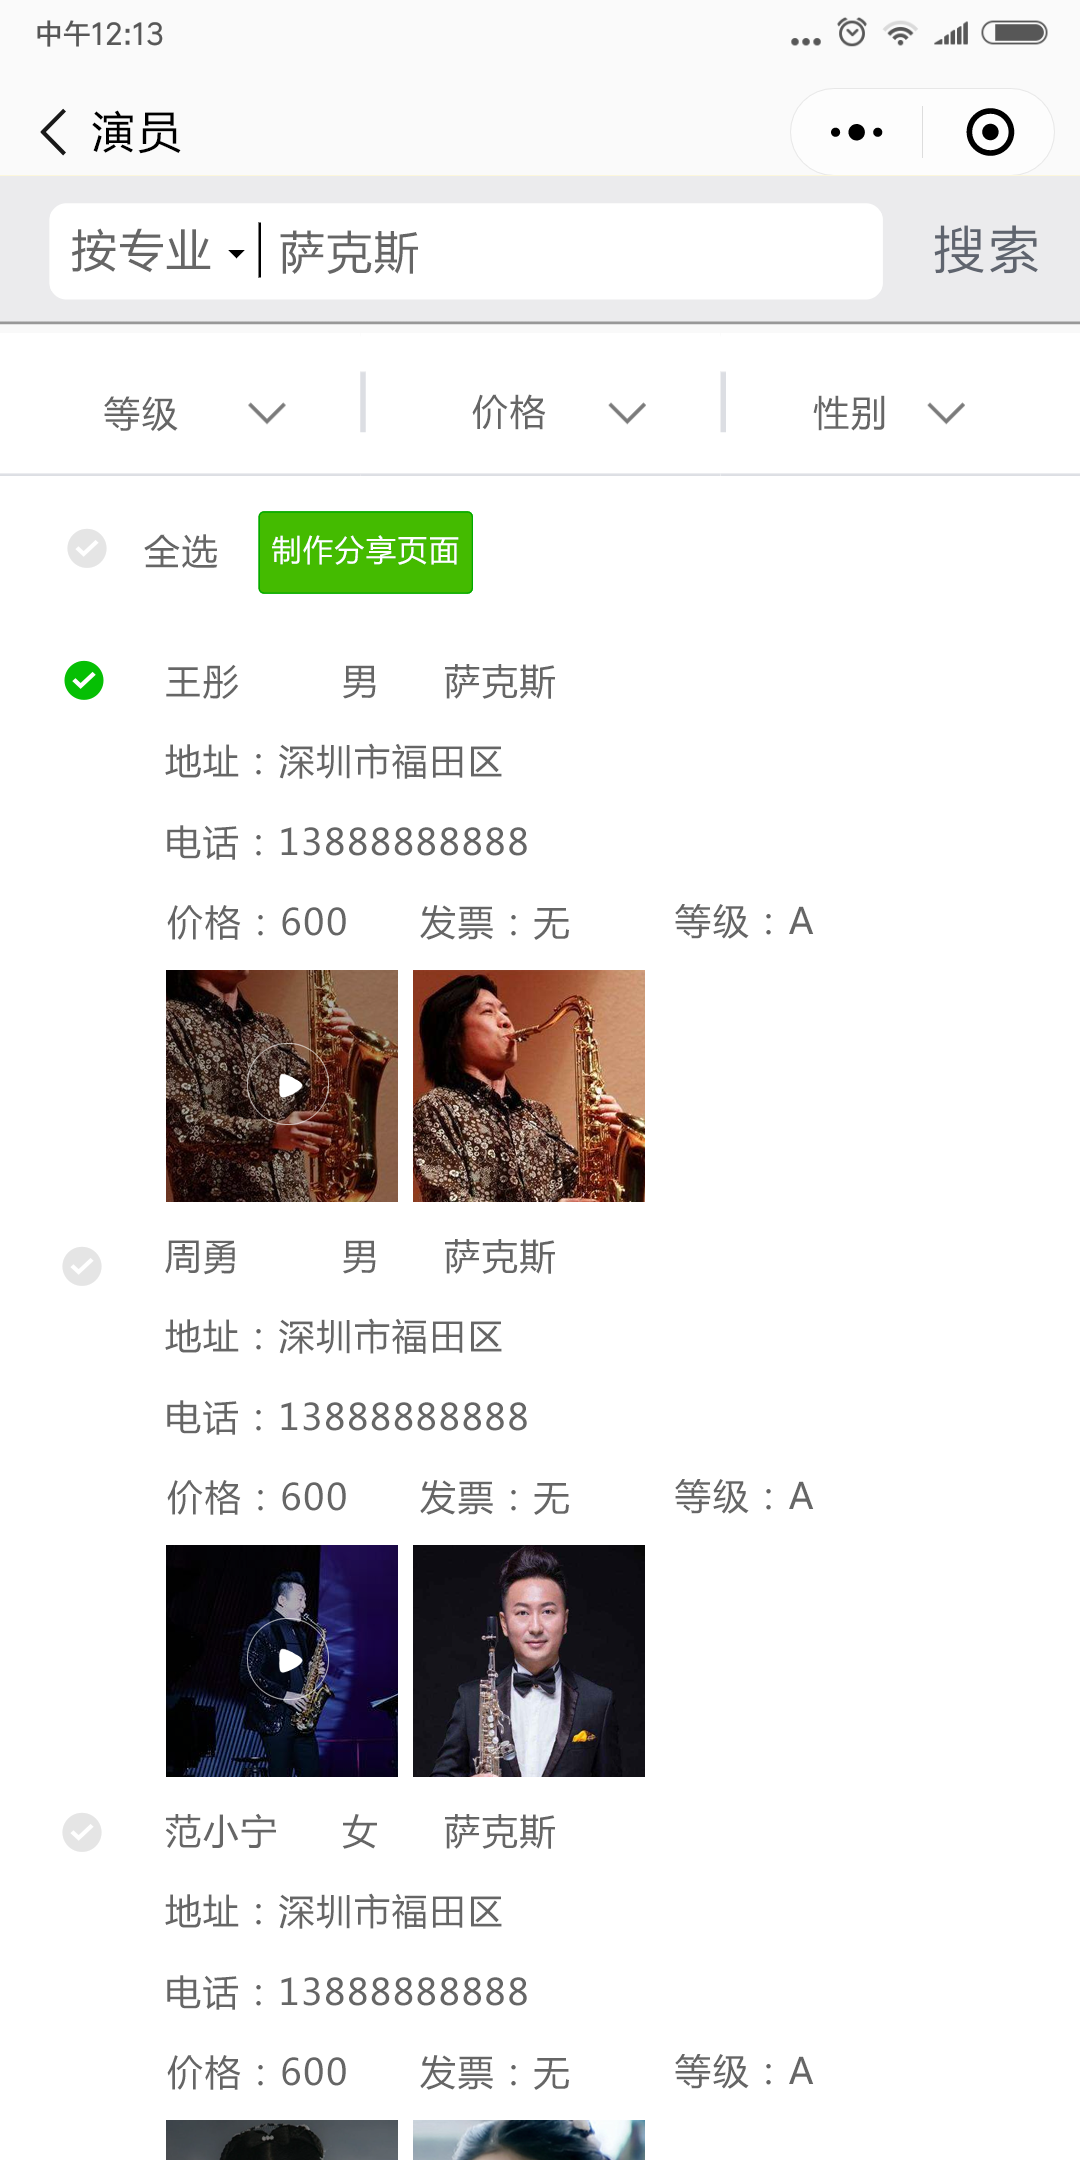 中午12:13
演员
按专业 萨克斯 搜索
等级 价格 性别
全选 制作分享页面
王彤 男 萨克斯
地址：深圳市福田区
电话：13888888888
价格：600 发票：无 等级：A
周勇 男 萨克斯
地址：深圳市福田区
电话：13888888888
价格：600 发票：无 等级：A
范小宁 女 萨克斯
地址：深圳市福田区
电话：13888888888
价格：600 发票：无 等级：A